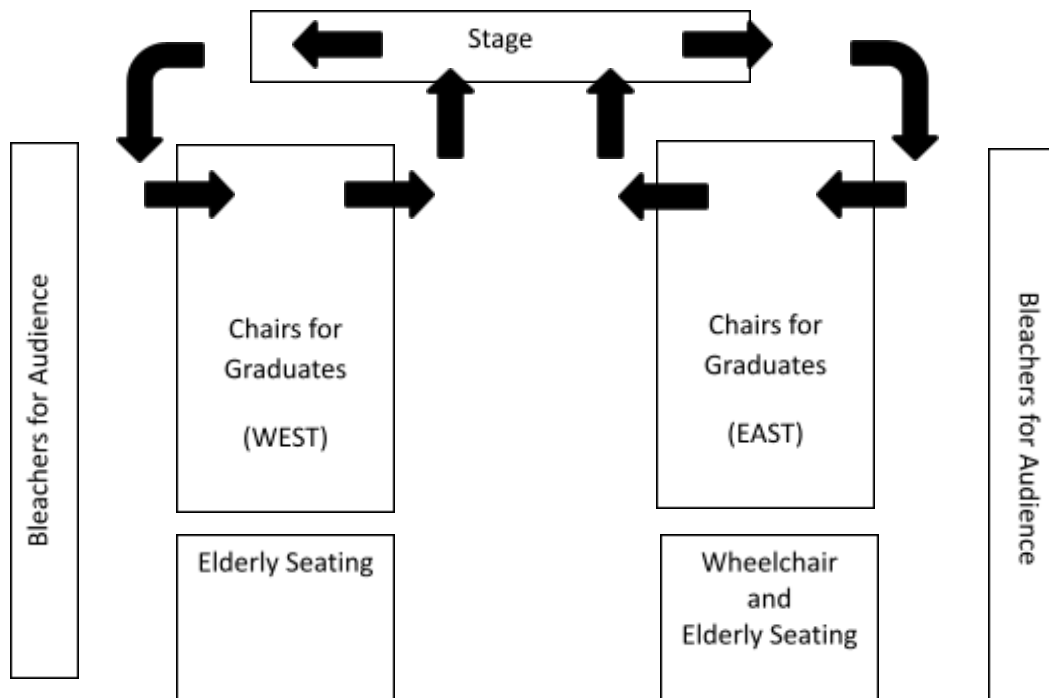 Stage
Bleachers for Audience
Chairs for
Graduates
(WEST)
Chairs for
Graduates
(EAST)
Bleachers for Audience
Elderly Seating
Wheelchair
and
Elderly Seating